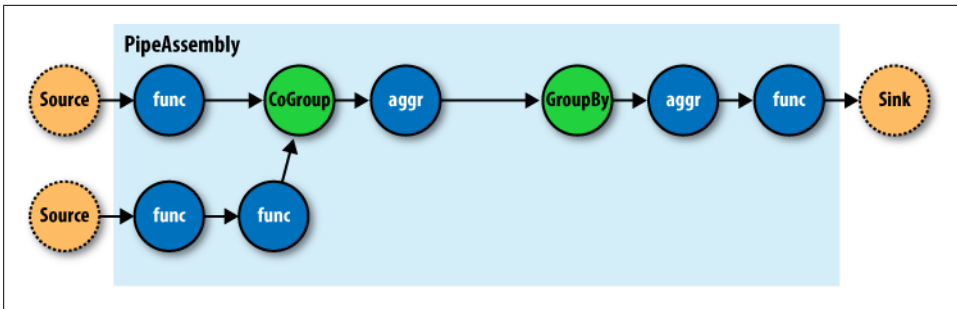 PipeAssembly
Source func CoGroup aggr GroupBy aggr func Sink
Source func func